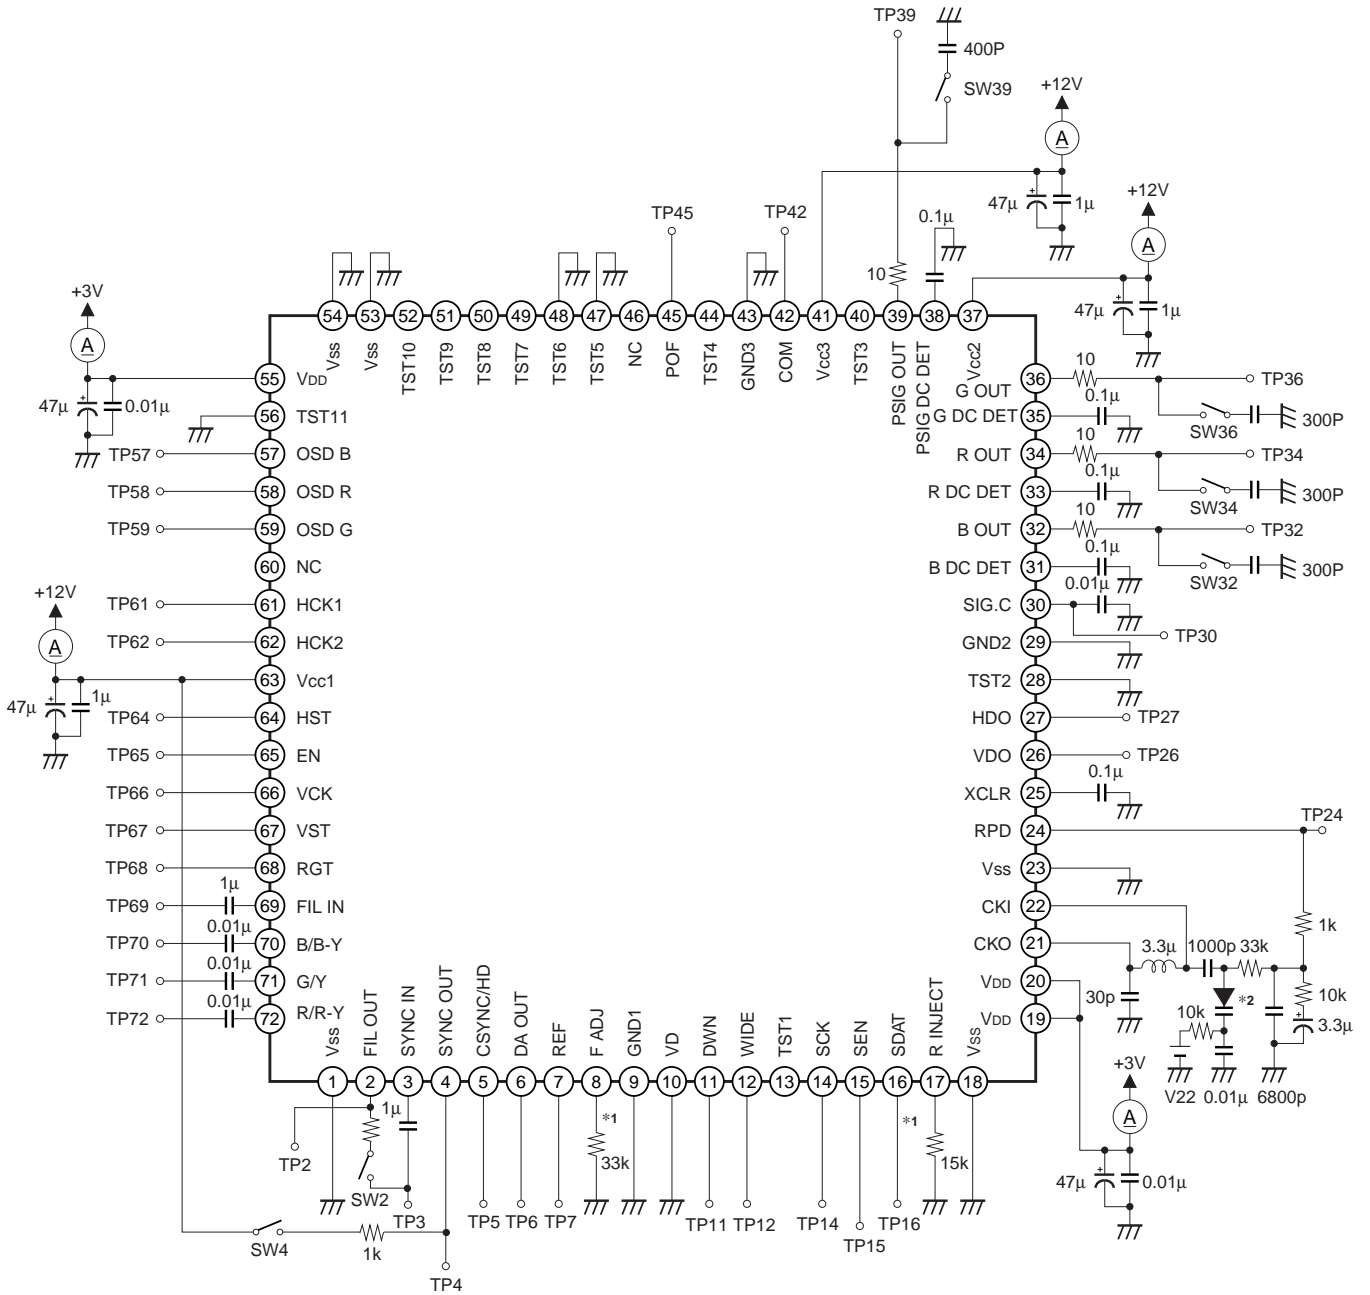 TP39
400P
SW39
+12V
A
47μ
1μ
+12V
A
47μ
1μ
TP45
TP42
0.1μ
10
+3V
A
47μ
0.01μ
54 53 52 51 50 49 48 47 46 45 44 43 42 41 40 39 38 37
Vss
Vss
TST10
TST9
TST8
TST7
TST6
TST5
NC
POF
TST4
GND3
COM
Vcc3
TST3
PSIG OUT
PSIG DC DET
Vcc2
55 VDD
56 TST11
TP57 57 OSD B
TP58 58 OSD R
TP59 59 OSD G
60 NC
+12V
A
47μ
1μ
TP61 61 HCK1
TP62 62 HCK2
63 Vcc1
TP64 64 HST
TP65 65 EN
TP66 66 VCK
TP67 67 VST
TP68 68 RGT
TP69 1μ 69 FIL IN
TP70 0.01μ 70 B/B-Y
TP71 0.01μ 71 G/Y
TP72 0.01μ 72 R/R-Y
G OUT 36 10 TP36
SW36 300P
G DC DET 35 0.1μ
R OUT 34 10 TP34
SW34 300P
R DC DET 33 0.1μ
B OUT 32 10 TP32
SW32 300P
B DC DET 31 0.1μ
SIG.C 30 0.01μ
TP30
GND2 29
TST2 28
HDO 27 TP27
VDO 26 TP26
XCLR 25 0.1μ
RPD 24 TP24
Vss 23
CKI 22
CKO 21
VDD 20
VDD 19
1k
3.3μ 1000p 33k
30p
*2
10k
10k
3.3μ
V22 0.01μ 6800p
+3V
A
47μ
0.01μ
Vss
FIL OUT
SYNC IN
SYNC OUT
CSYNC/HD
DA OUT
REF
F ADJ
GND1
VD
DWN
WIDE
TST1
SCK
SEN
SDAT
R INJECT
Vss
1 2 3 4 5 6 7 8 9 10 11 12 13 14 15 16 17 18
1μ
*1
33k
*1
15k
TP2
SW2
TP3
TP5
TP6
TP7
TP11
TP12
TP14
TP15
TP16
SW4
1k
TP4